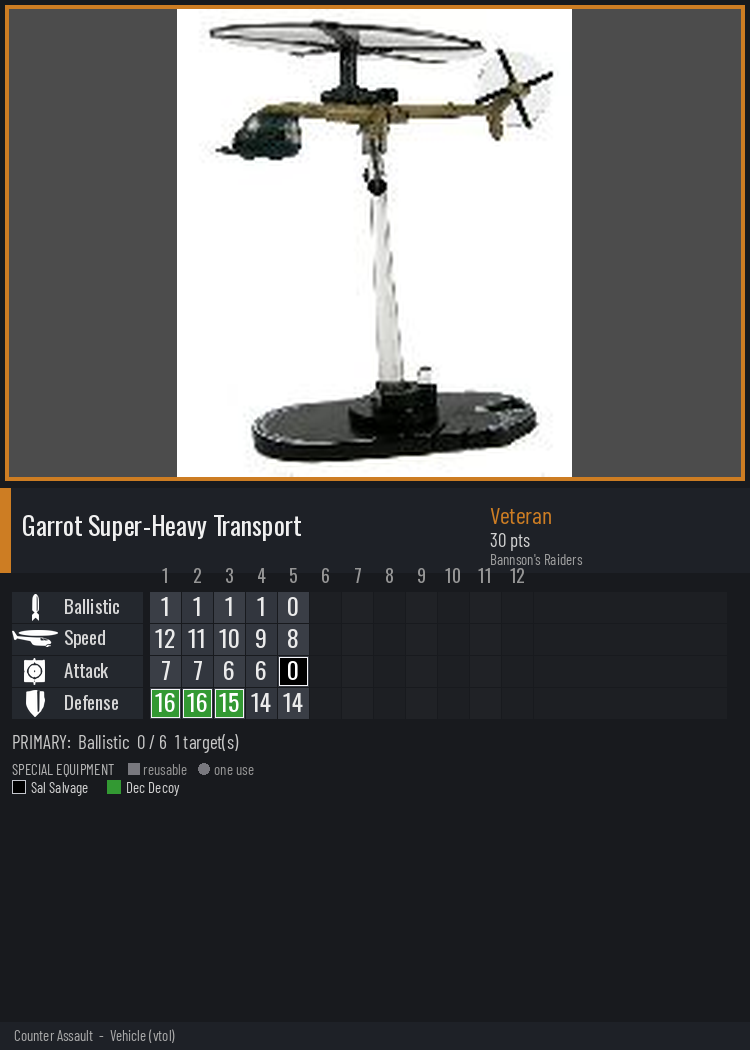 Garrot Super-Heavy Transport
Veteran
30 pts
Bannson's Raiders
1 2 3 4 5 6 7 8 9 10 11 12
Ballistic 1 1 1 1 0
Speed 12 11 10 9 8
Attack 7 7 6 6 0
Defense 16 16 15 14 14
PRIMARY: Ballistic 0 / 6 1 target(s)
SPECIAL EQUIPMENT reusable one use
Sal Salvage Dec Decoy
Counter Assault - Vehicle (vtol)